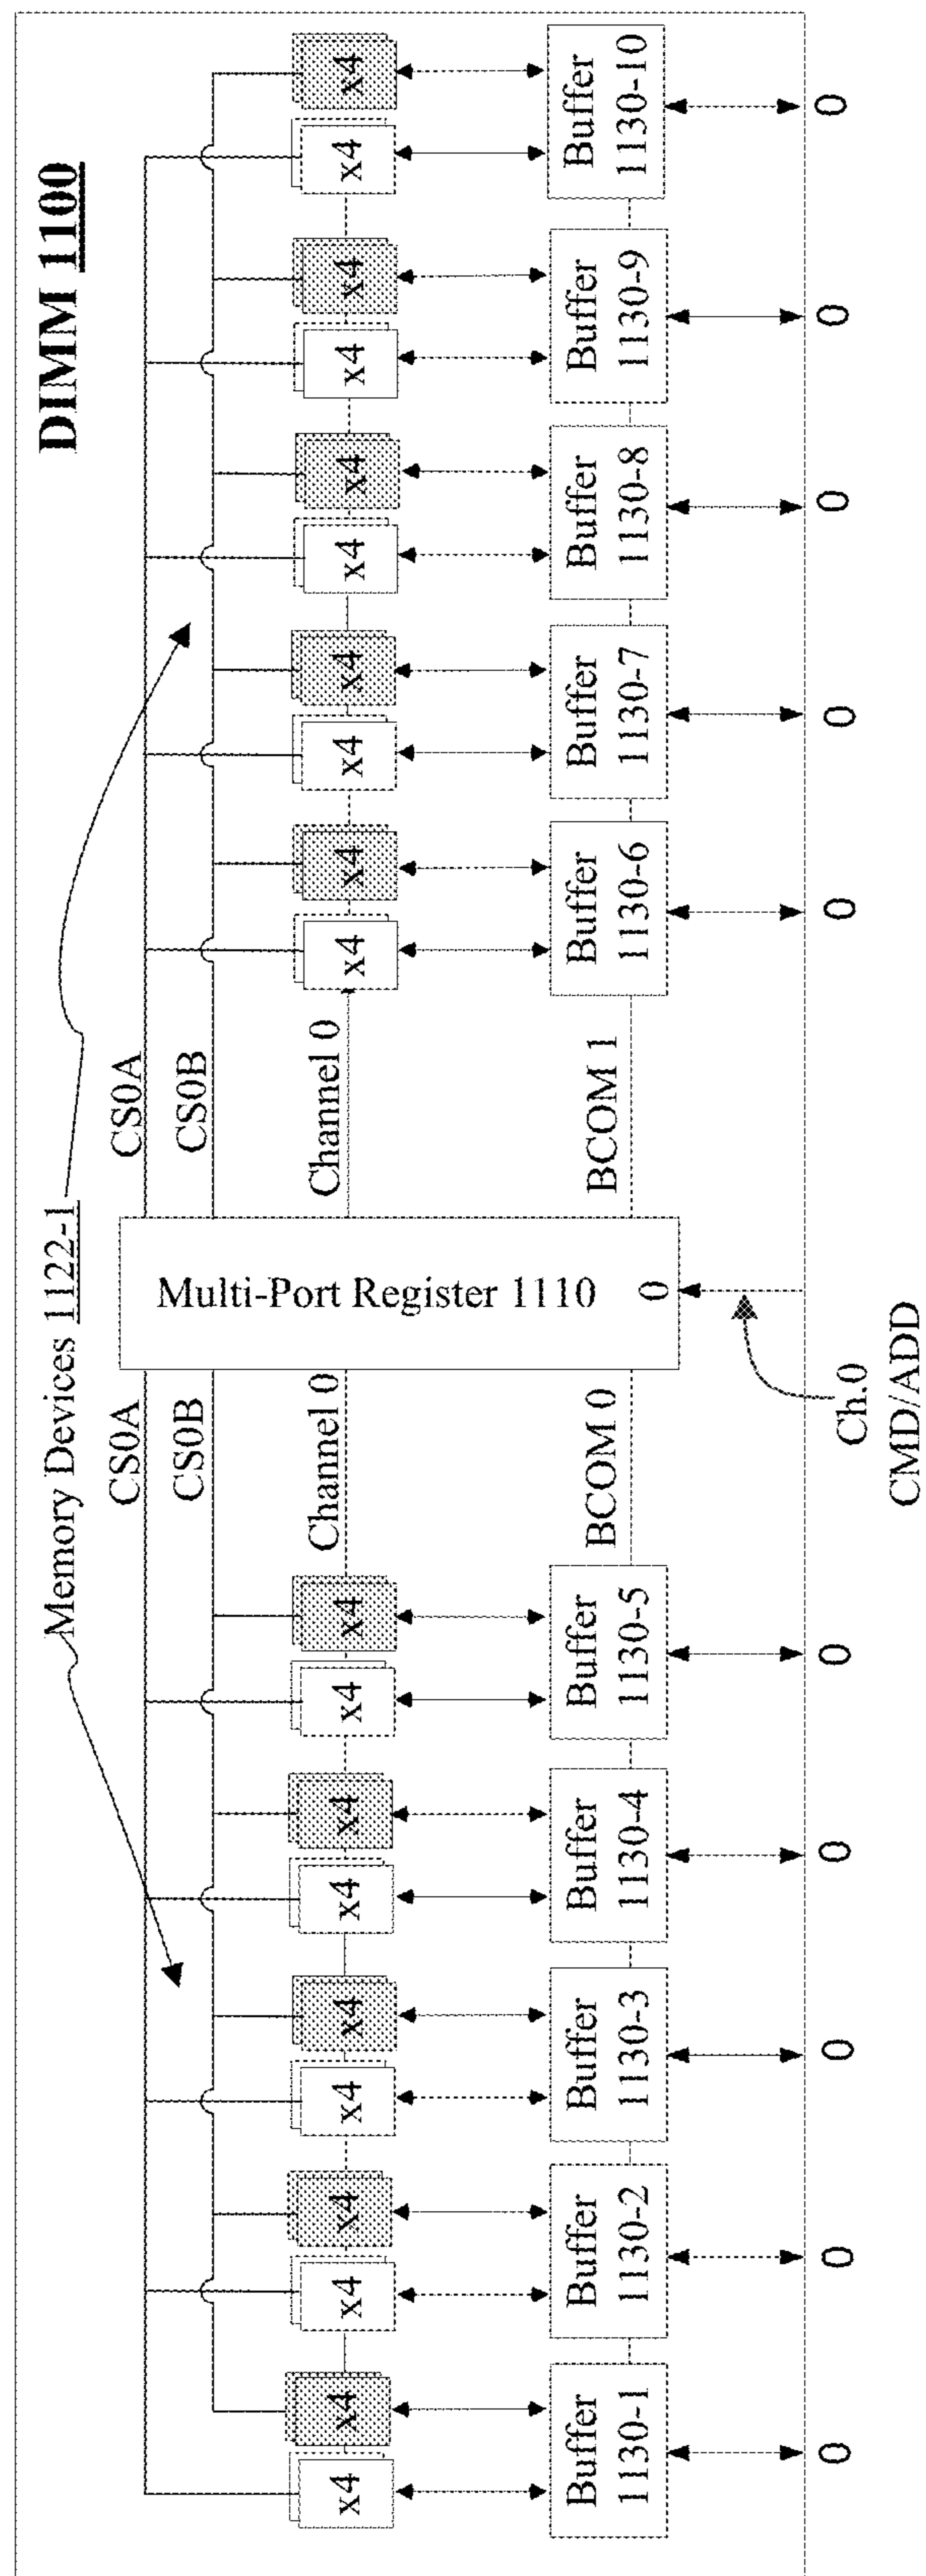 DIMM 1100
Memory Devices 1122-1
CS0A
CS0A
CS0B
CS0B
x4
x4
x4
x4
x4
x4
x4
x4
x4
x4
Channel 0
Channel 0
x4
x4
x4
x4
x4
x4
x4
x4
x4
x4
Multi-Port Register 1110
0
Buffer
1130-1
Buffer
1130-2
Buffer
1130-3
Buffer
1130-4
Buffer
1130-5
BCOM 0
BCOM 1
Buffer
1130-6
Buffer
1130-7
Buffer
1130-8
Buffer
1130-9
Buffer
1130-10
0
0
0
0
0
Ch.0
CMD/ADD
0
0
0
0
0